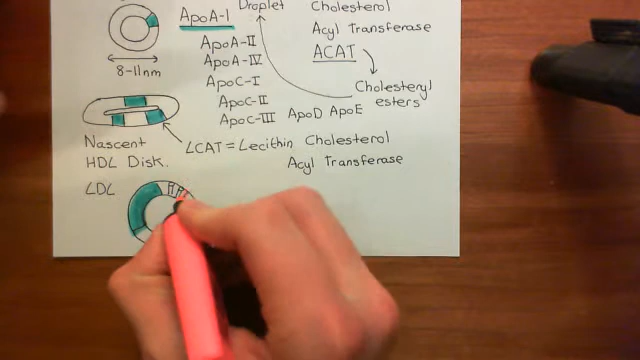 ApoA-I
Droplet
Cholesterol
Acyl Transferase
ACAT
8-11nm
ApoA-II
ApoA-IV
ApoC-I
ApoC-II
ApoC-III ApoD ApoE
Cholesteryl
esters
Nascent
HDL Disk.
LCAT = Lecithin Cholesterol
Acyl Transferase
LDL